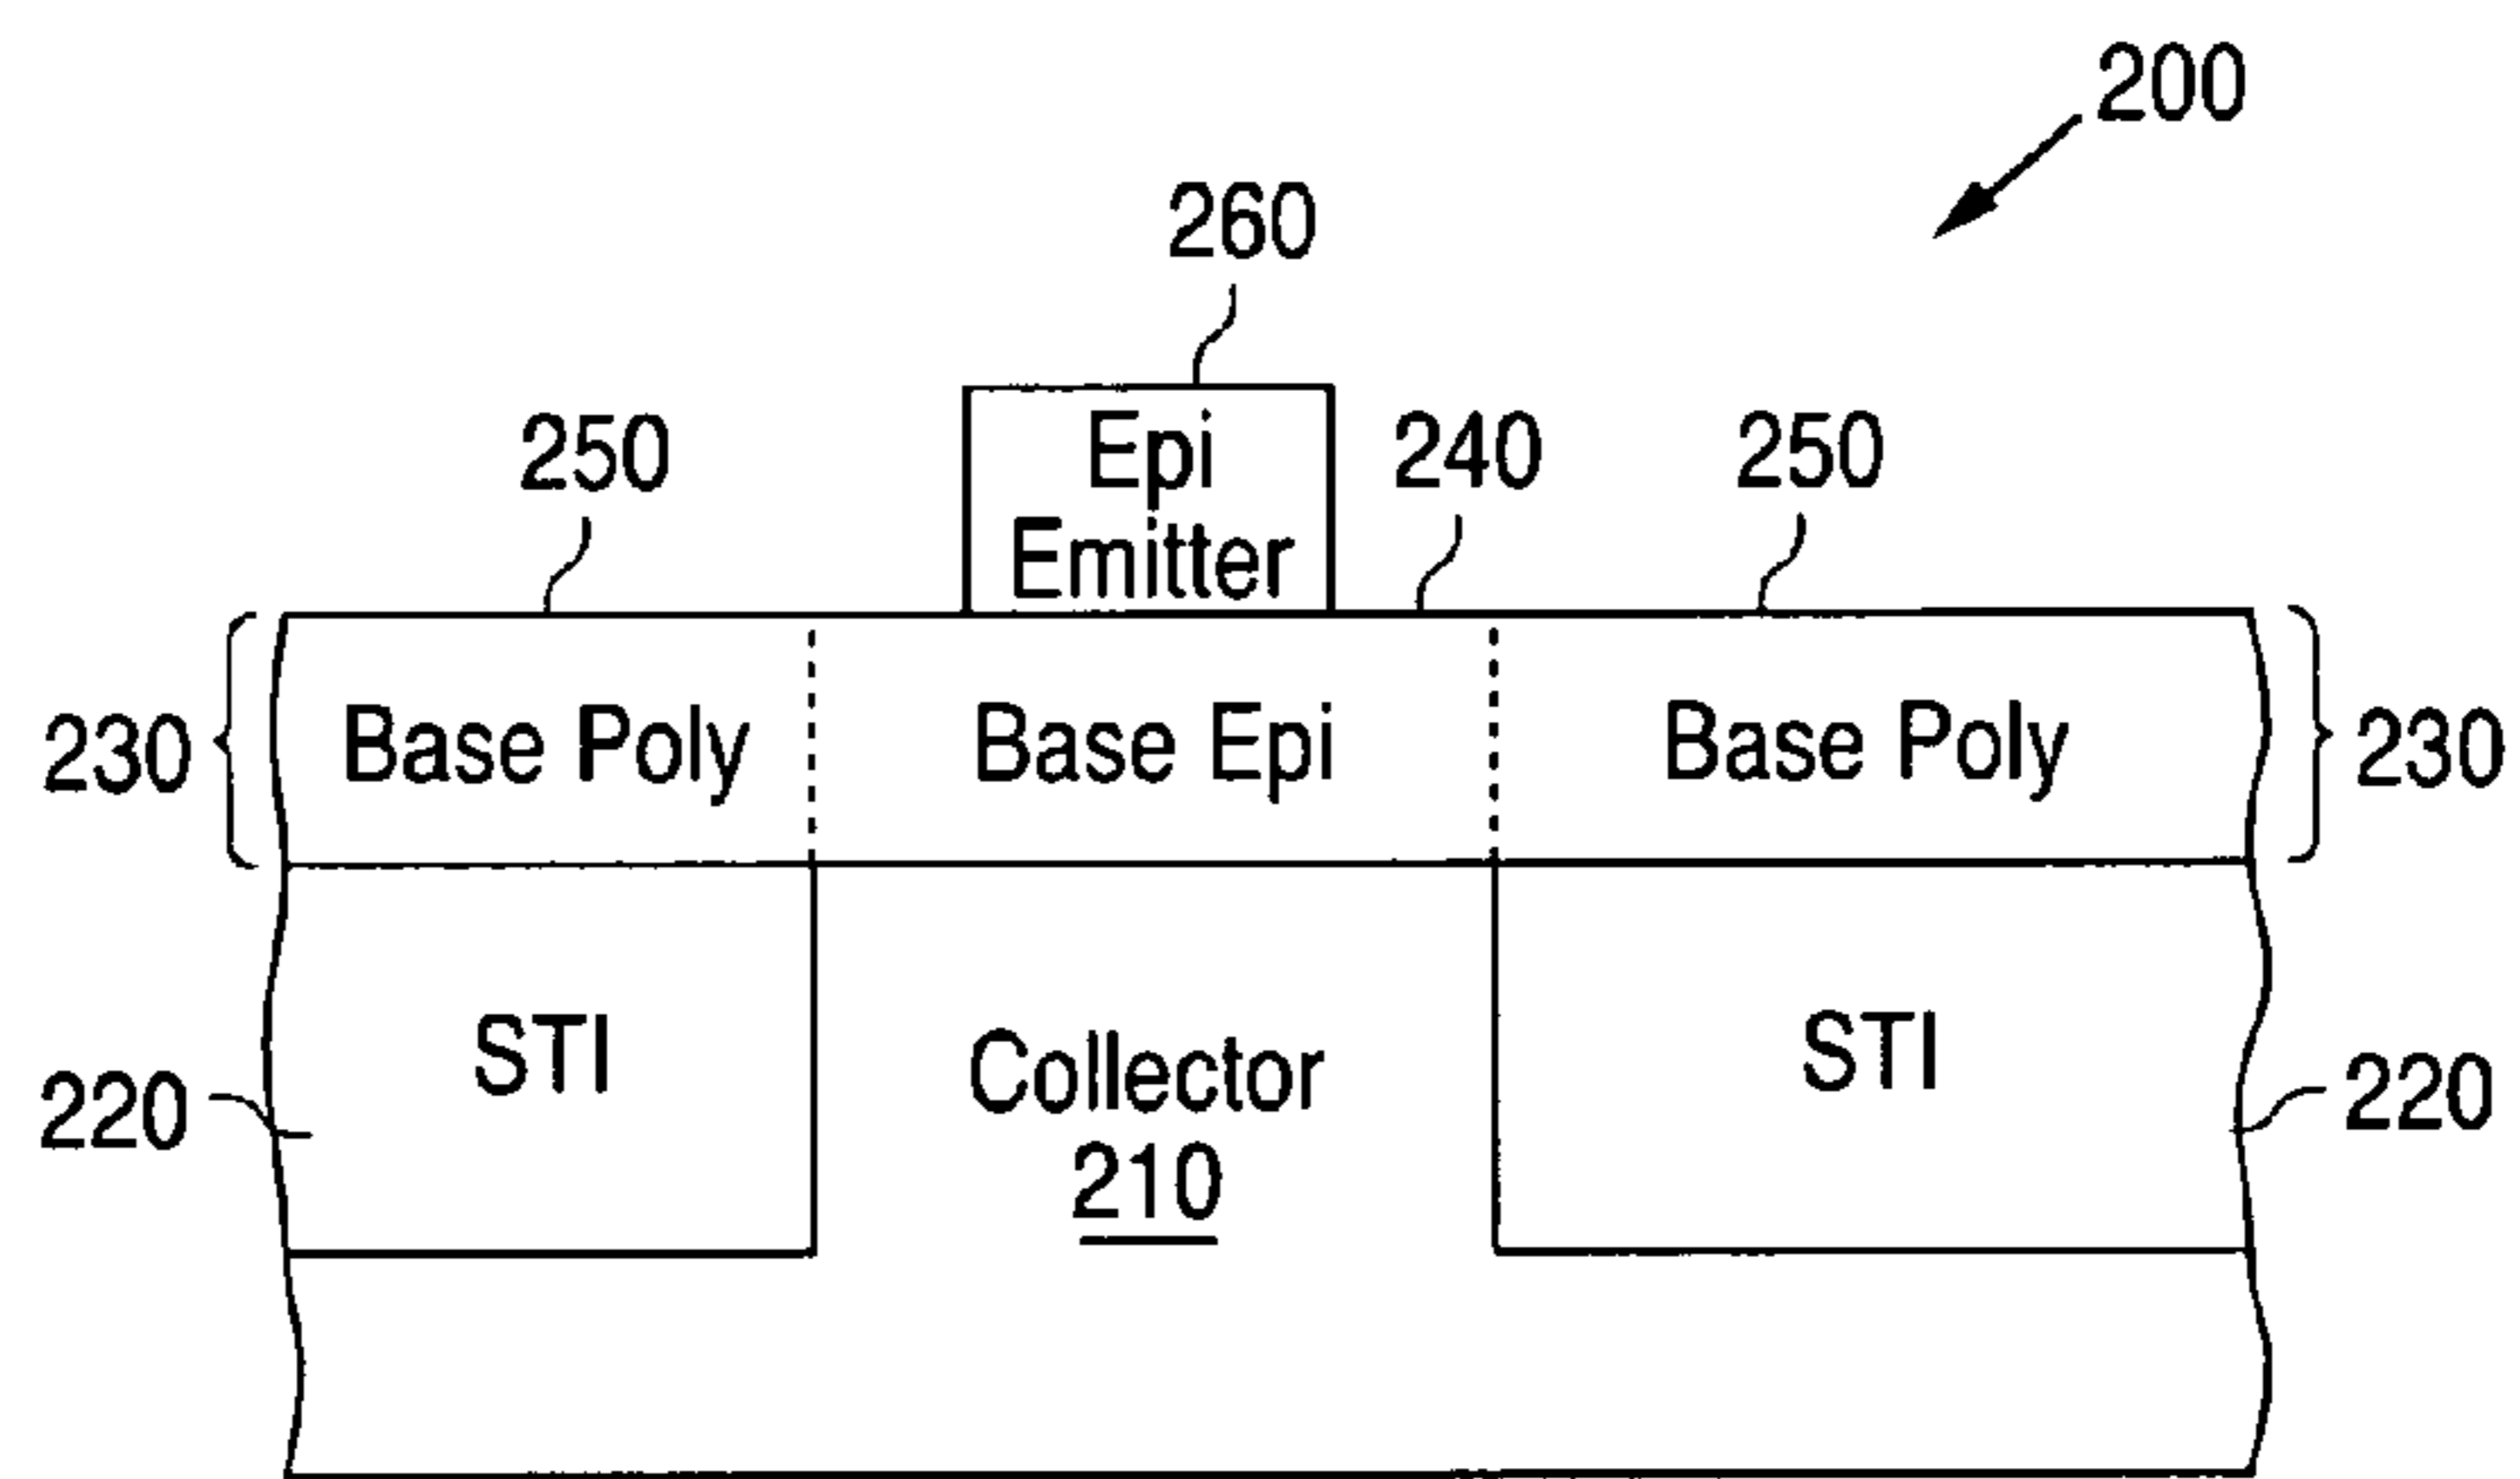 200
260
250
Epi
Emitter
240
250
230
Base Poly
Base Epi
Base Poly
230
STI
Collector
210
STI
220
220